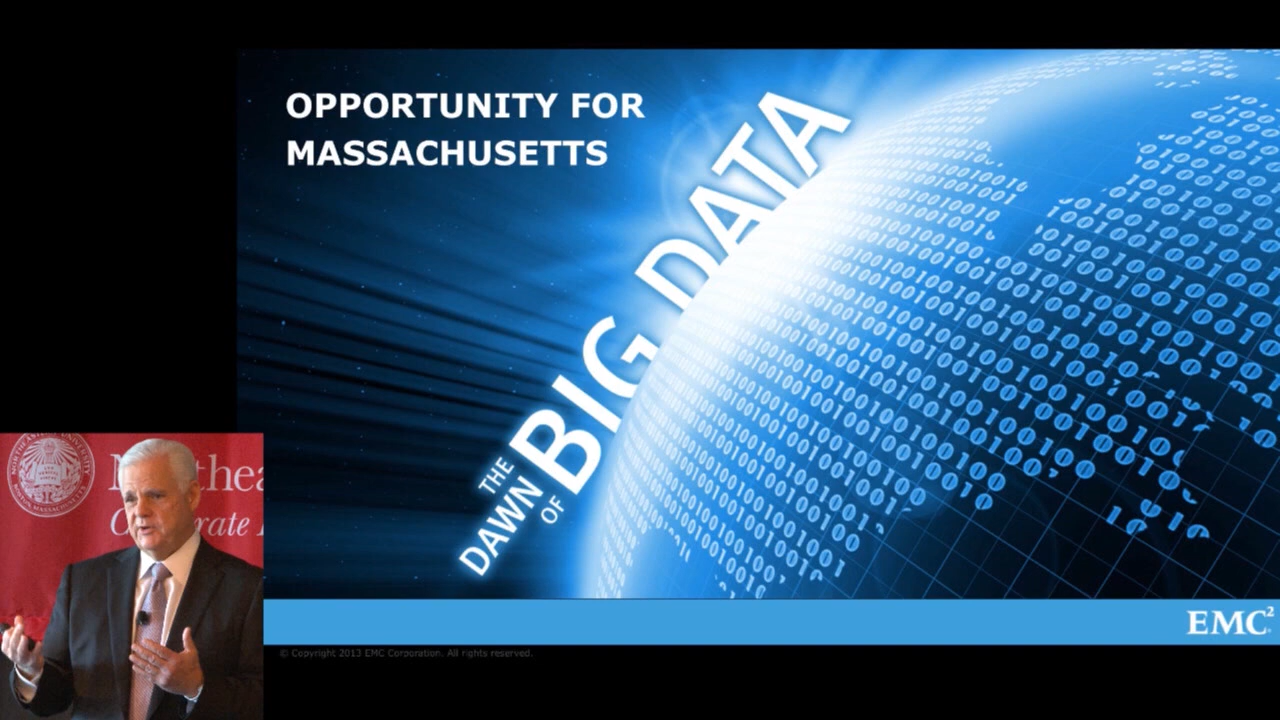 OPPORTUNITY FOR
MASSACHUSETTS
THE
DAWN
OF
BIG DATA
EMC²
© Copyright 2013 EMC Corporation. All rights reserved.